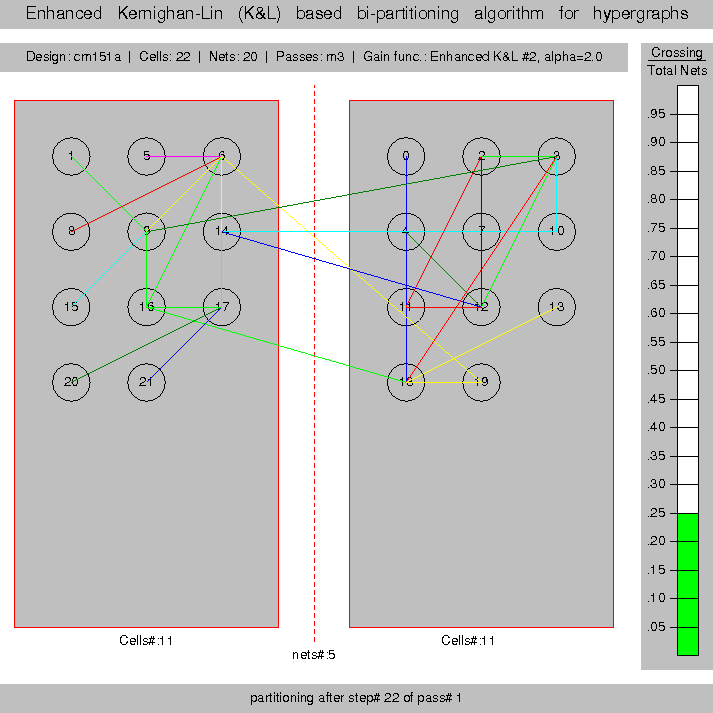 Enhanced Kernighan-Lin (K&L) based bi-partitioning algorithm for hypergraphs
Design: cm151a | Cells: 22 | Nets: 20 | Passes: m3 | Gain func.: Enhanced K&L #2, alpha=2.0
Crossing
Total Nets
1 5 6 0 2 3
8 9 14 4 7 10
15 16 17 11 12 13
20 21 18 19
.95
.90
.85
.80
.75
.70
.65
.60
.55
.50
.45
.40
.35
.30
.25
.20
.15
.10
.05
Cells#:11
Cells#:11
nets#:5
partitioning after step# 22 of pass# 1